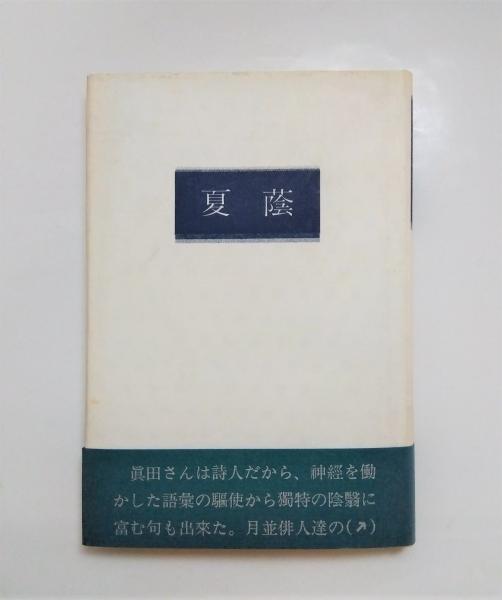 夏蔭
眞田さんは詩人だから、神經を働
かした語彙の驅使から獨特の陰翳に
富む句も出來た。月並俳人達の(↗)